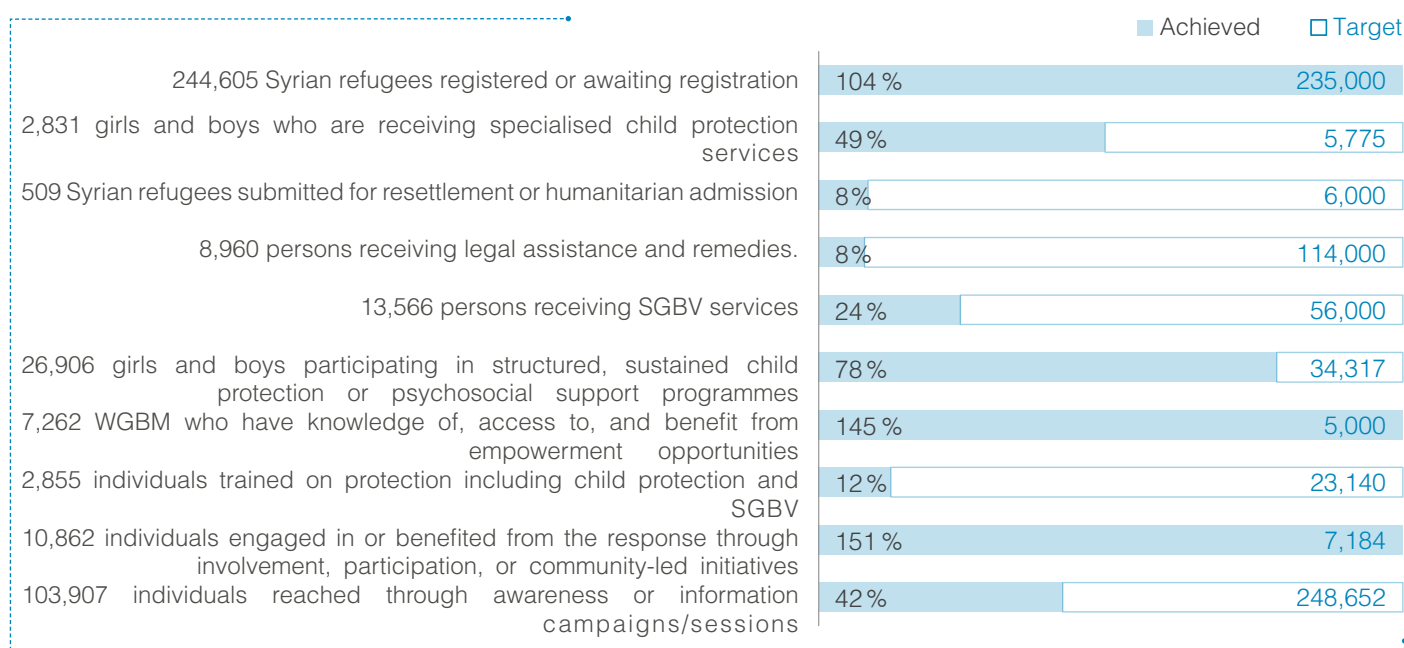 Achieved Target
244,605 Syrian refugees registered or awaiting registration 104 % 235,000
2,831 girls and boys who are receiving specialised child protection
services 49 % 5,775
509 Syrian refugees submitted for resettlement or humanitarian admission 8% 6,000
8,960 persons receiving legal assistance and remedies. 8% 114,000
13,566 persons receiving SGBV services 24 % 56,000
26,906 girls and boys participating in structured, sustained child
protection or psychosocial support programmes 78 % 34,317
7,262 WGBM who have knowledge of, access to, and benefit from
empowerment opportunities 145 % 5,000
2,855 individuals trained on protection including child protection and
SGBV 12 % 23,140
10,862 individuals engaged in or benefited from the response through
involvement, participation, or community-led initiatives 151 % 7,184
103,907 individuals reached through awareness or information
campaigns/sessions 42 % 248,652